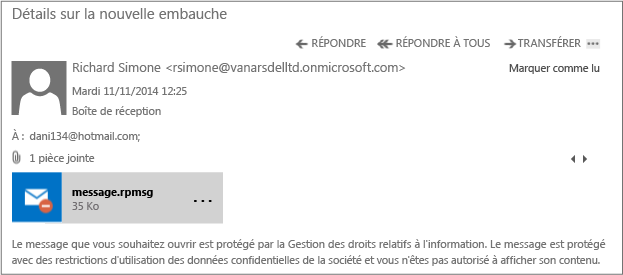 Détails sur la nouvelle embauche
RÉPONDRE RÉPONDRE À TOUS TRANSFÉRER
Richard Simone <rsimone@vanarsdelltd.onmicrosoft.com> Marquer comme lu
Mardi 11/11/2014 12:25
Boîte de réception
À : dani134@hotmail.com;
1 pièce jointe
message.rpmsg
35 Ko
Le message que vous souhaitez ouvrir est protégé par la Gestion des droits relatifs à l'information. Le message est protégé
avec des restrictions d'utilisation des données confidentielles de la société et vous n'êtes pas autorisé à afficher son contenu.